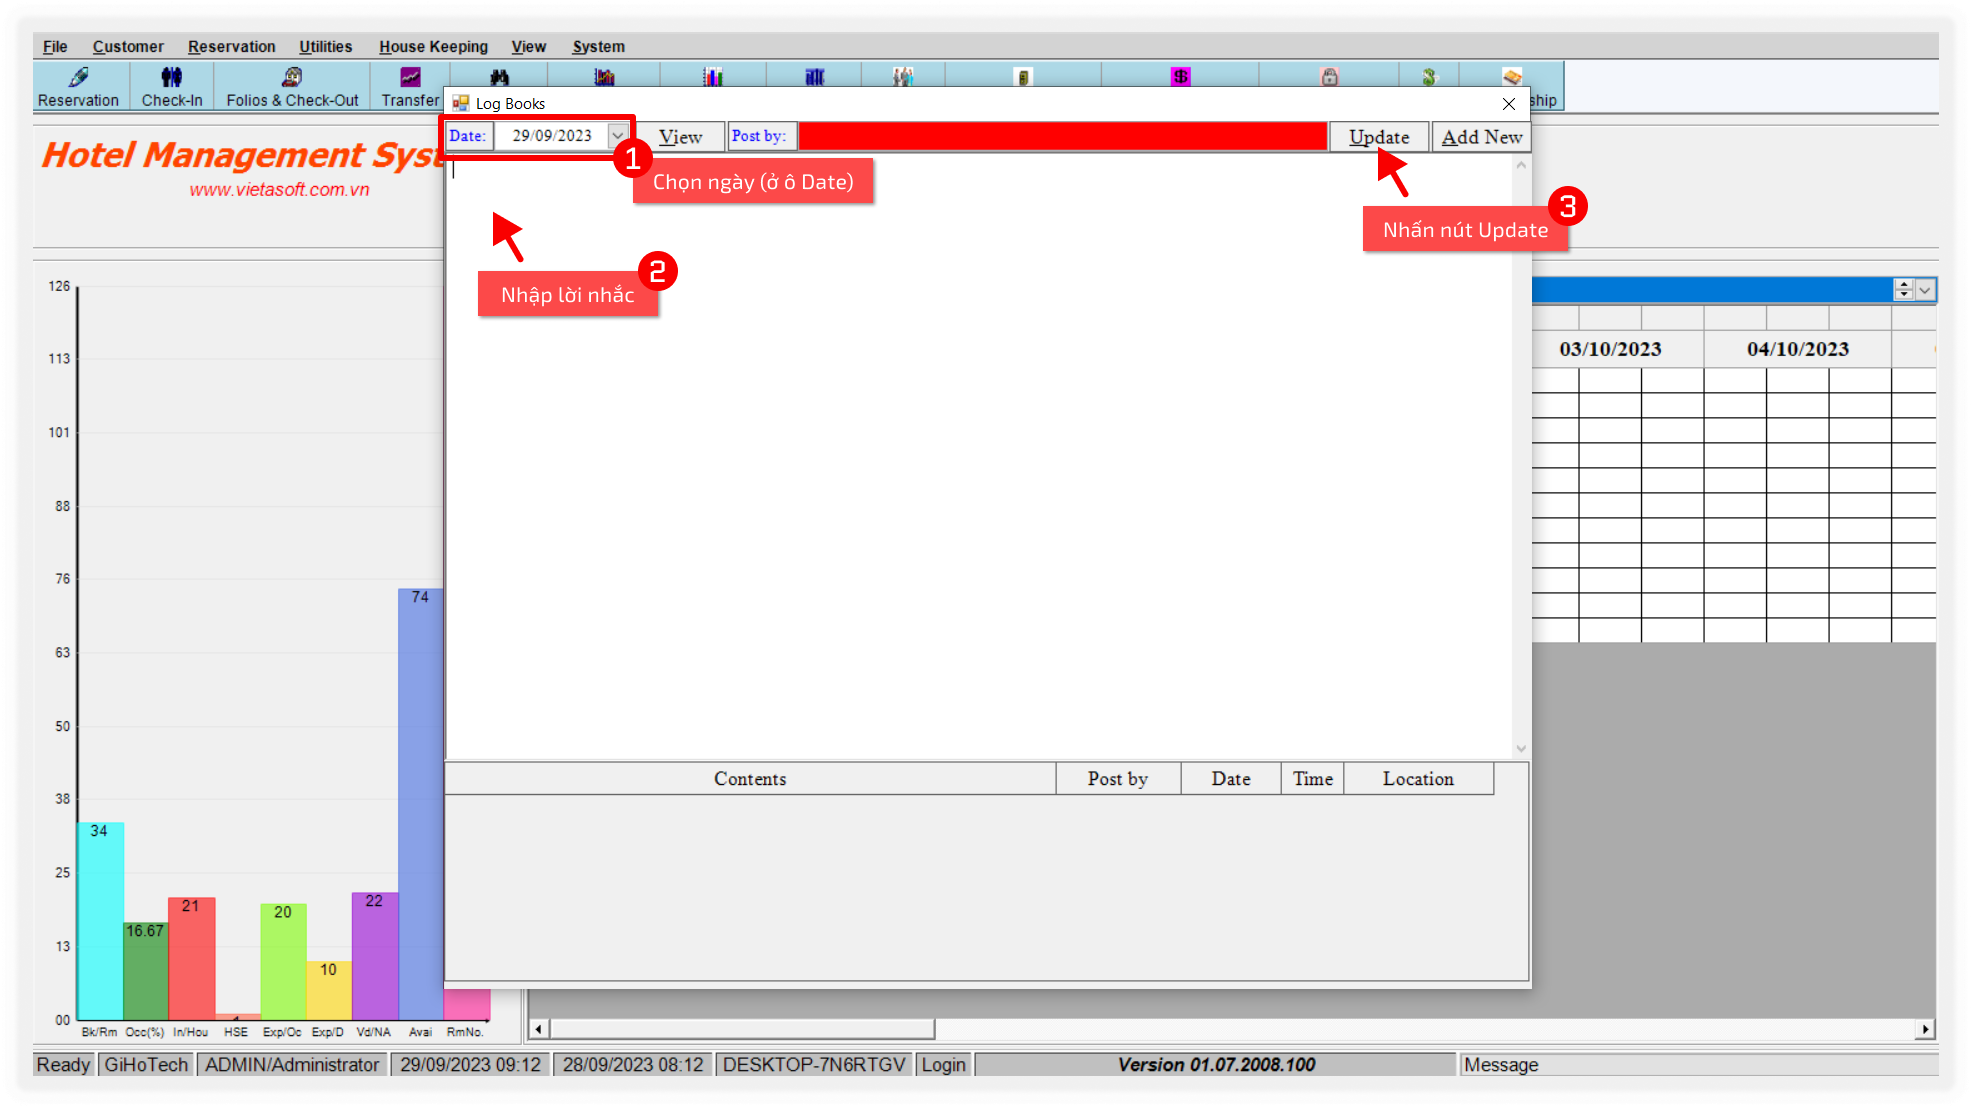 File Customer Reservation Utilities House Keeping View System
Reservation Check-In Folios & Check-Out Transfer ship
Log Books
Date: 29/09/2023 View Post by: Update Add New
1
Chọn ngày (ở ô Date)
Hotel Management Syst
www.vietasoft.com.vn
3
Nhấn nút Update
2
Nhập lời nhắc
126
113
101
88
76
63
50
38
25
13
00
03/10/2023 04/10/2023
74
34
16.67
21
20
10
22
Contents Post by Date Time Location
Bk/Rm Occ(%) In/Hou HSE Exp/Oc Exp/D Vd/NA Avai RmNo.
Ready GiHoTech ADMIN/Administrator 29/09/2023 09:12 28/09/2023 08:12 DESKTOP-7N6RTGV Login Version 01.07.2008.100 Message